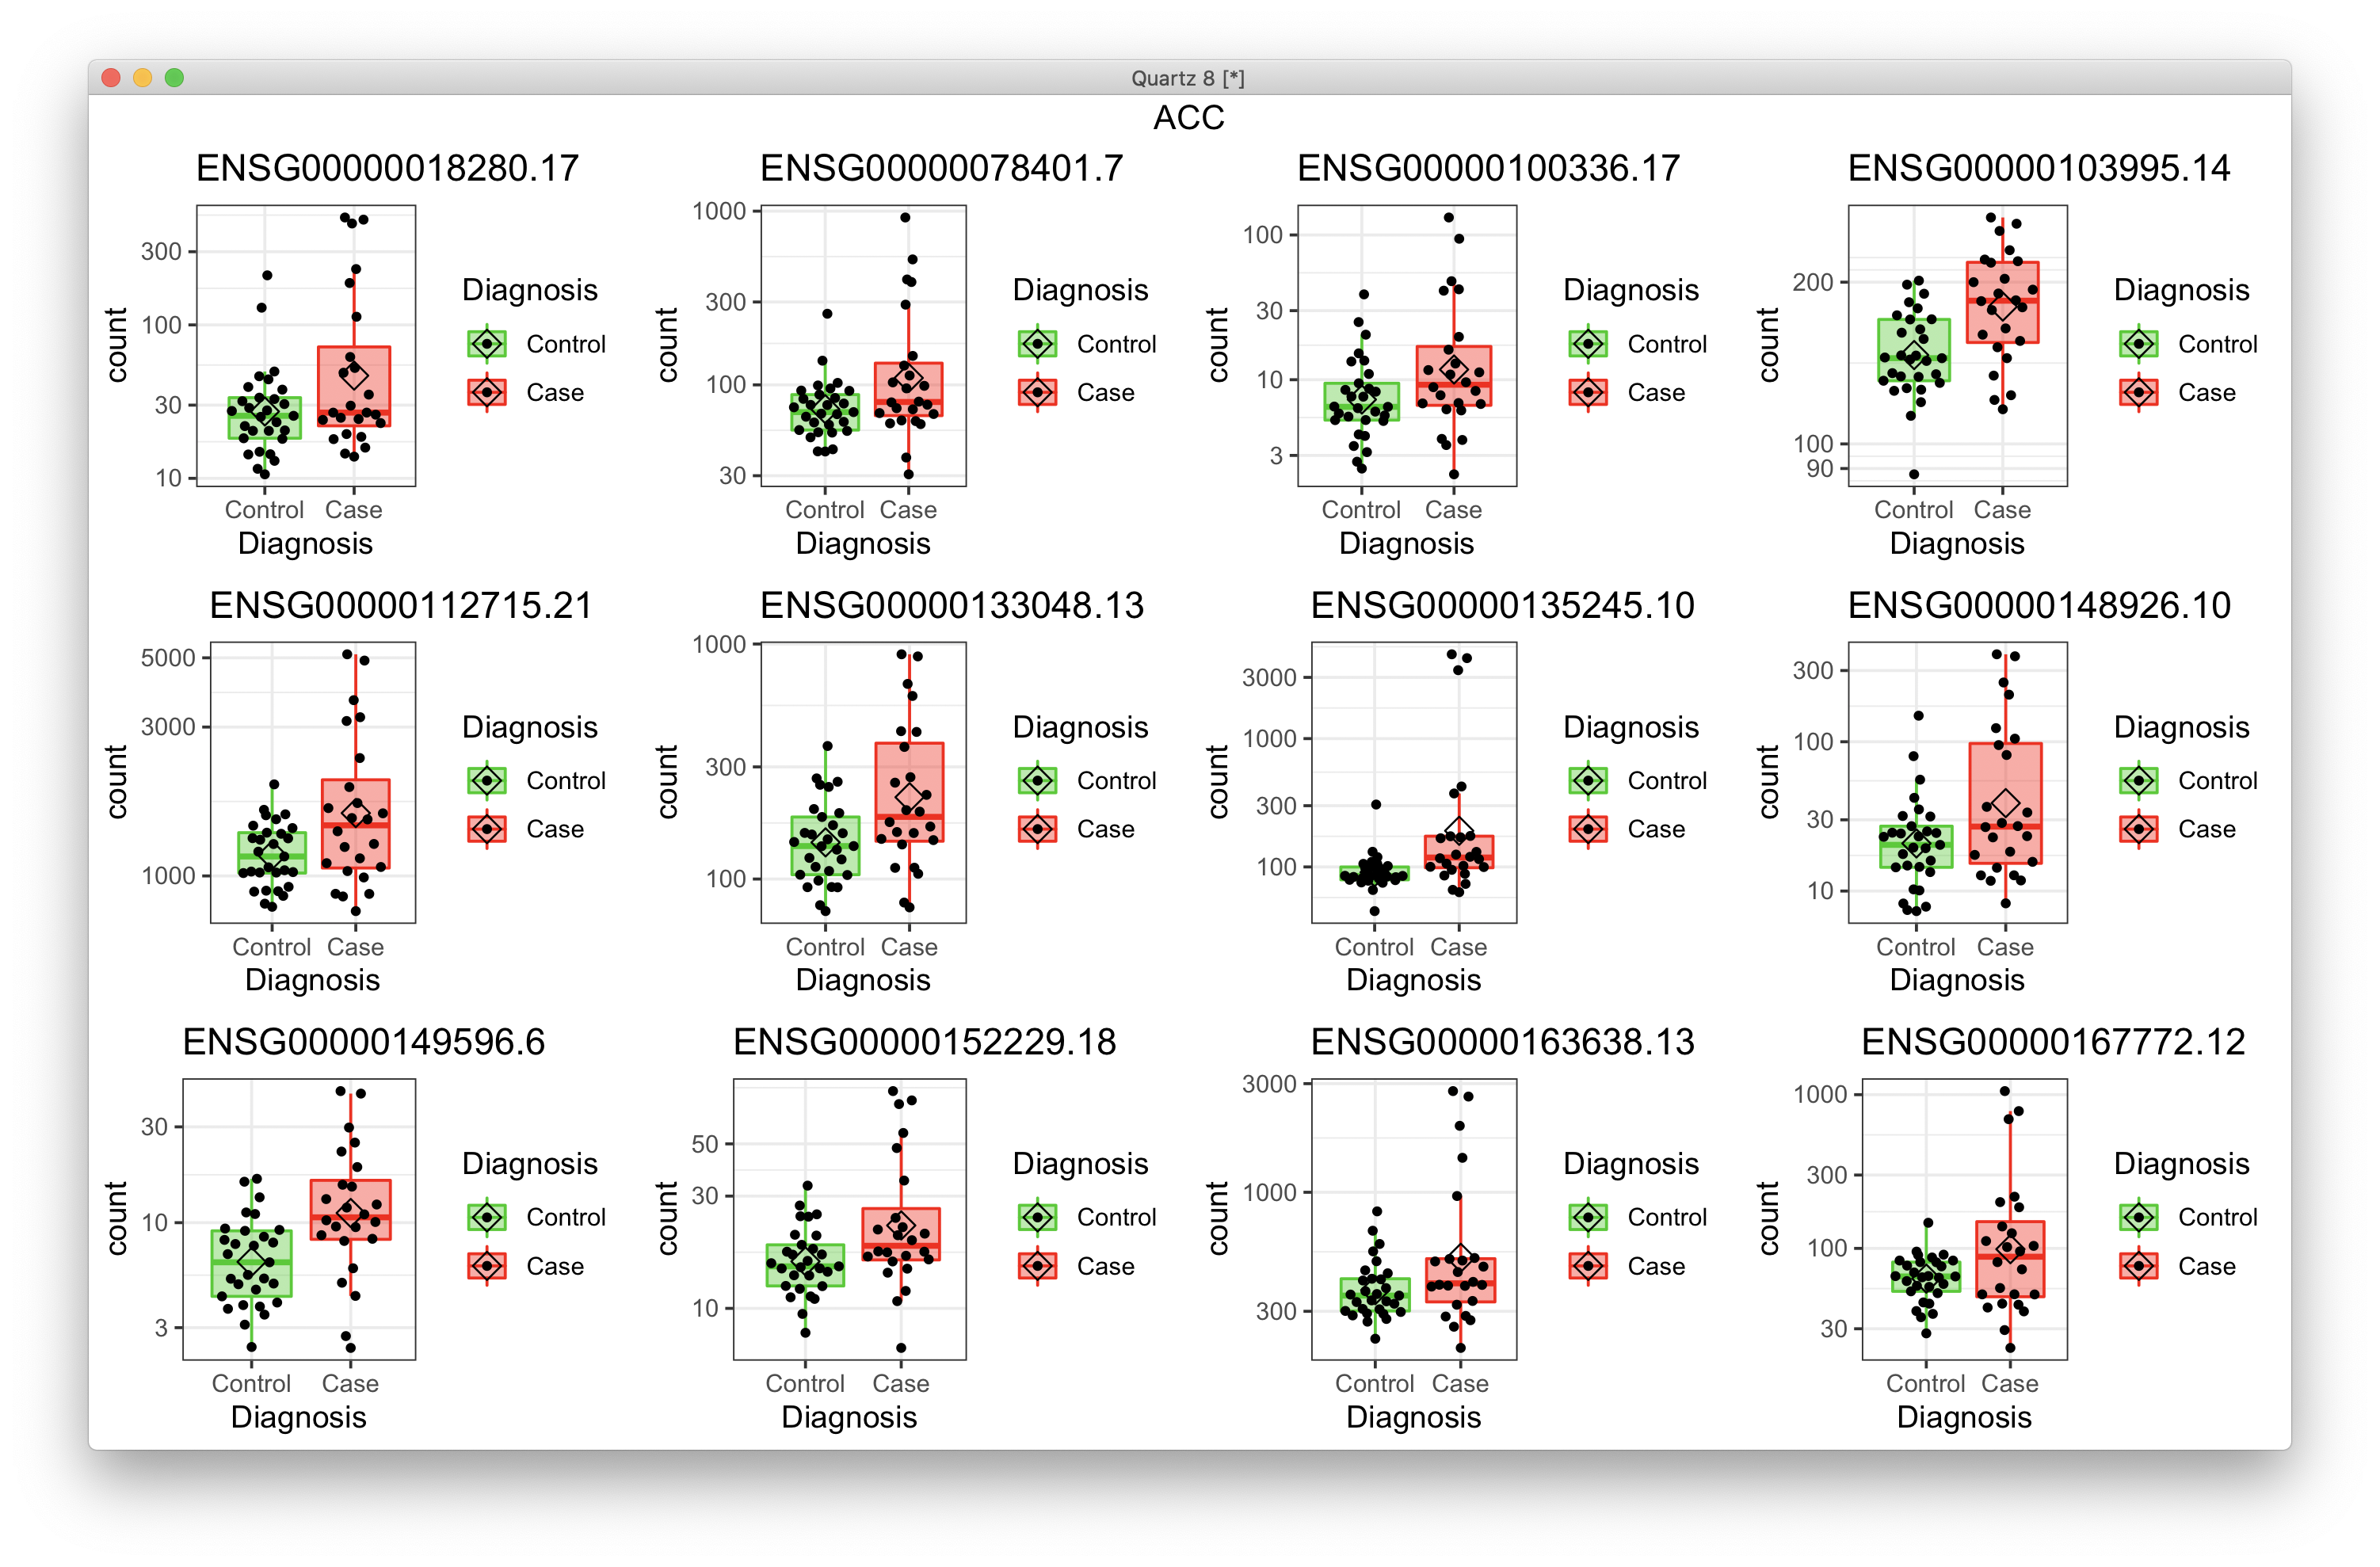 Quartz 8 [*]
ACC
ENSG00000018280.17
count
300
100
30
10
Control Case
Diagnosis
Diagnosis
Control
Case
ENSG00000078401.7
count
1000
300
100
30
Control Case
Diagnosis
Diagnosis
Control
Case
ENSG00000100336.17
count
100
30
10
3
Control Case
Diagnosis
Diagnosis
Control
Case
ENSG00000103995.14
count
200
100
90
Control Case
Diagnosis
Diagnosis
Control
Case
ENSG00000112715.21
count
5000
3000
1000
Control Case
Diagnosis
Diagnosis
Control
Case
ENSG00000133048.13
count
1000
300
100
Control Case
Diagnosis
Diagnosis
Control
Case
ENSG00000135245.10
count
3000
1000
300
100
Control Case
Diagnosis
Diagnosis
Control
Case
ENSG00000148926.10
count
300
100
30
10
Control Case
Diagnosis
Diagnosis
Control
Case
ENSG00000149596.6
count
30
10
3
Control Case
Diagnosis
Diagnosis
Control
Case
ENSG00000152229.18
count
50
30
10
Control Case
Diagnosis
Diagnosis
Control
Case
ENSG00000163638.13
count
3000
1000
300
Control Case
Diagnosis
Diagnosis
Control
Case
ENSG00000167772.12
count
1000
300
100
30
Control Case
Diagnosis
Diagnosis
Control
Case